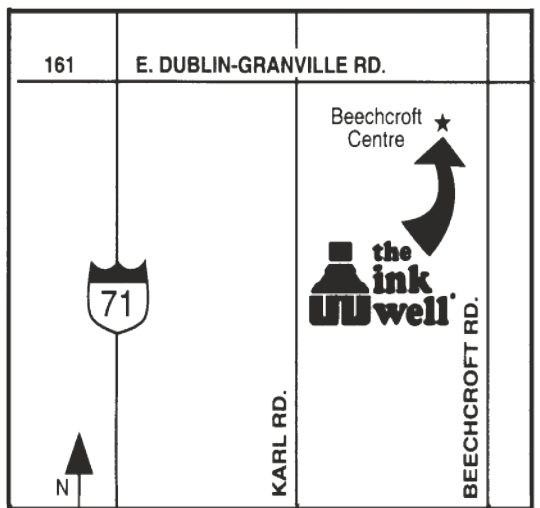 161 E. DUBLIN-GRANVILLE RD.
Beechcroft
Centre
the
ink
well
71
KARL RD.
BEECHCROFT RD.
N